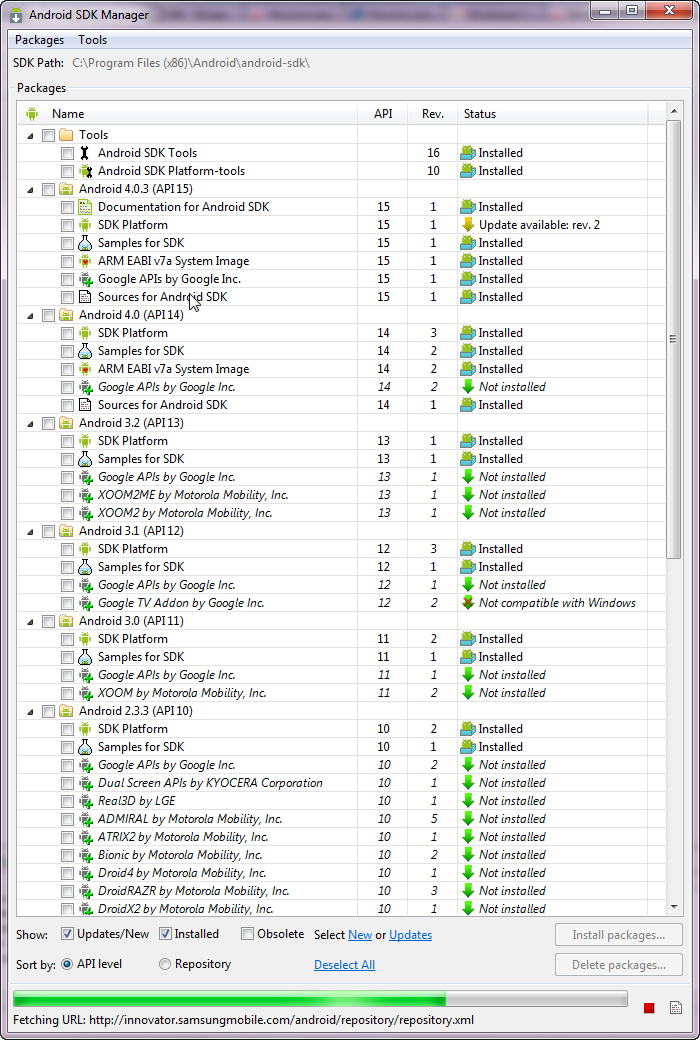 Android SDK Manager
Packages Tools
SDK Path: C:\Program Files (x86)\Android\android-sdk\
Packages
Name API Rev. Status
Tools
Android SDK Tools 16 Installed
Android SDK Platform-tools 10 Installed
Android 4.0.3 (API 15)
Documentation for Android SDK 15 1 Installed
SDK Platform 15 1 Update available: rev. 2
Samples for SDK 15 1 Installed
ARM EABI v7a System Image 15 1 Installed
Google APIs by Google Inc. 15 1 Installed
Sources for Android SDK 15 1 Installed
Android 4.0 (API 14)
SDK Platform 14 3 Installed
Samples for SDK 14 2 Installed
ARM EABI v7a System Image 14 2 Installed
Google APIs by Google Inc. 14 2 Not installed
Sources for Android SDK 14 1 Installed
Android 3.2 (API 13)
SDK Platform 13 1 Installed
Samples for SDK 13 1 Installed
Google APIs by Google Inc. 13 1 Not installed
XOOM2ME by Motorola Mobility, Inc. 13 1 Not installed
XOOM2 by Motorola Mobility, Inc. 13 1 Not installed
Android 3.1 (API 12)
SDK Platform 12 3 Installed
Samples for SDK 12 1 Installed
Google APIs by Google Inc. 12 1 Not installed
Google TV Addon by Google Inc. 12 2 Not compatible with Windows
Android 3.0 (API 11)
SDK Platform 11 2 Installed
Samples for SDK 11 1 Installed
Google APIs by Google Inc. 11 1 Not installed
XOOM by Motorola Mobility, Inc. 11 2 Not installed
Android 2.3.3 (API 10)
SDK Platform 10 2 Installed
Samples for SDK 10 1 Installed
Google APIs by Google Inc. 10 2 Not installed
Dual Screen APIs by KYOCERA Corporation 10 1 Not installed
Real3D by LGE 10 1 Not installed
ADMIRAL by Motorola Mobility, Inc. 10 5 Not installed
ATRIX2 by Motorola Mobility, Inc. 10 1 Not installed
Bionic by Motorola Mobility, Inc. 10 2 Not installed
Droid4 by Motorola Mobility, Inc. 10 1 Not installed
DroidRAZR by Motorola Mobility, Inc. 10 3 Not installed
DroidX2 by Motorola Mobility, Inc. 10 1 Not installed
Show: Updates/New Installed Obsolete Select New or Updates Install packages...
Sort by: API level Repository Deselect All Delete packages...
Fetching URL: http://innovator.samsungmobile.com/android/repository/repository.xml